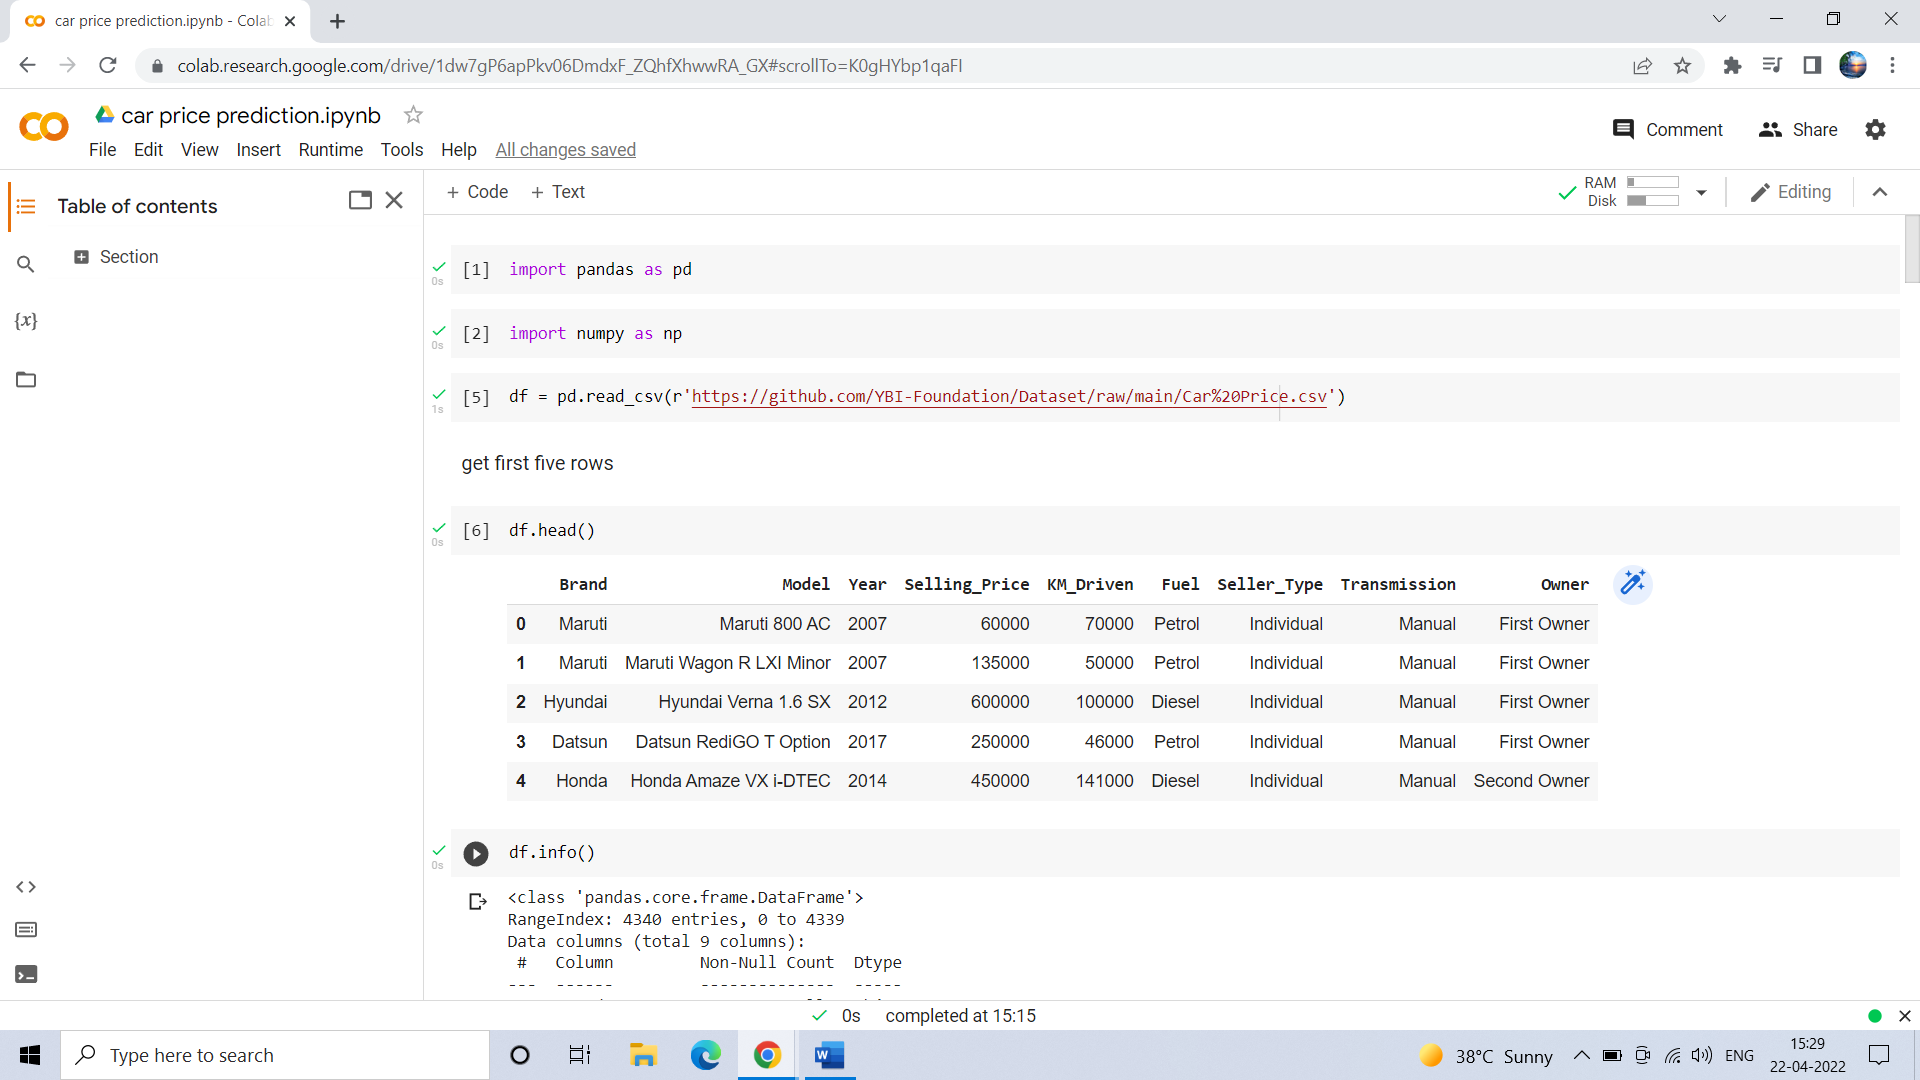 car price prediction.ipynb - Colab
colab.research.google.com/drive/1dw7gP6apPkv06DmdxF_ZQhfXhwwRA_GX#scrollTo=K0gHYbp1qaFI
car price prediction.ipynb
Comment Share
File Edit View Insert Runtime Tools Help All changes saved
Table of contents
+ Code + Text
RAM
Disk
Editing
Section
{x}
[1] import pandas as pd
0s
[2] import numpy as np
0s
[5] df = pd.read_csv(r'https://github.com/YBI-Foundation/Dataset/raw/main/Car%20Price.csv')
1s
get first five rows
[6] df.head()
0s
Brand Model Year Selling_Price KM_Driven Fuel Seller_Type Transmission Owner
0 Maruti Maruti 800 AC 2007 60000 70000 Petrol Individual Manual First Owner
1 Maruti Maruti Wagon R LXI Minor 2007 135000 50000 Petrol Individual Manual First Owner
2 Hyundai Hyundai Verna 1.6 SX 2012 600000 100000 Diesel Individual Manual First Owner
3 Datsun Datsun RediGO T Option 2017 250000 46000 Petrol Individual Manual First Owner
4 Honda Honda Amaze VX i-DTEC 2014 450000 141000 Diesel Individual Manual Second Owner
df.info()
0s
<class 'pandas.core.frame.DataFrame'>
RangeIndex: 4340 entries, 0 to 4339
Data columns (total 9 columns):
# Column Non-Null Count Dtype
--- ------ -------------- -----
0s completed at 15:15
Type here to search
38°C Sunny
ENG
15:29
22-04-2022